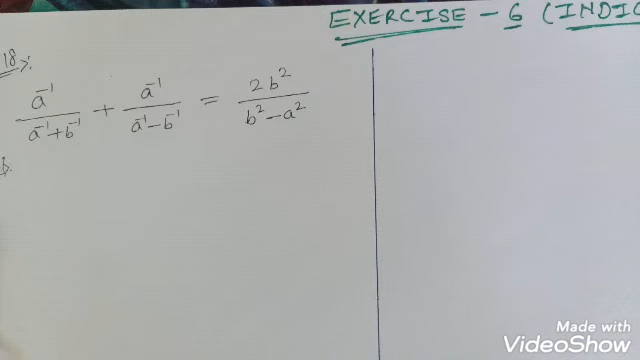 EXERCISE - 6 (INDIC
18>:
a⁻¹/(a⁻¹+b⁻¹) + a⁻¹/(a⁻¹-b⁻¹) = 2b²/(b²-a²)
Made with
VideoShow